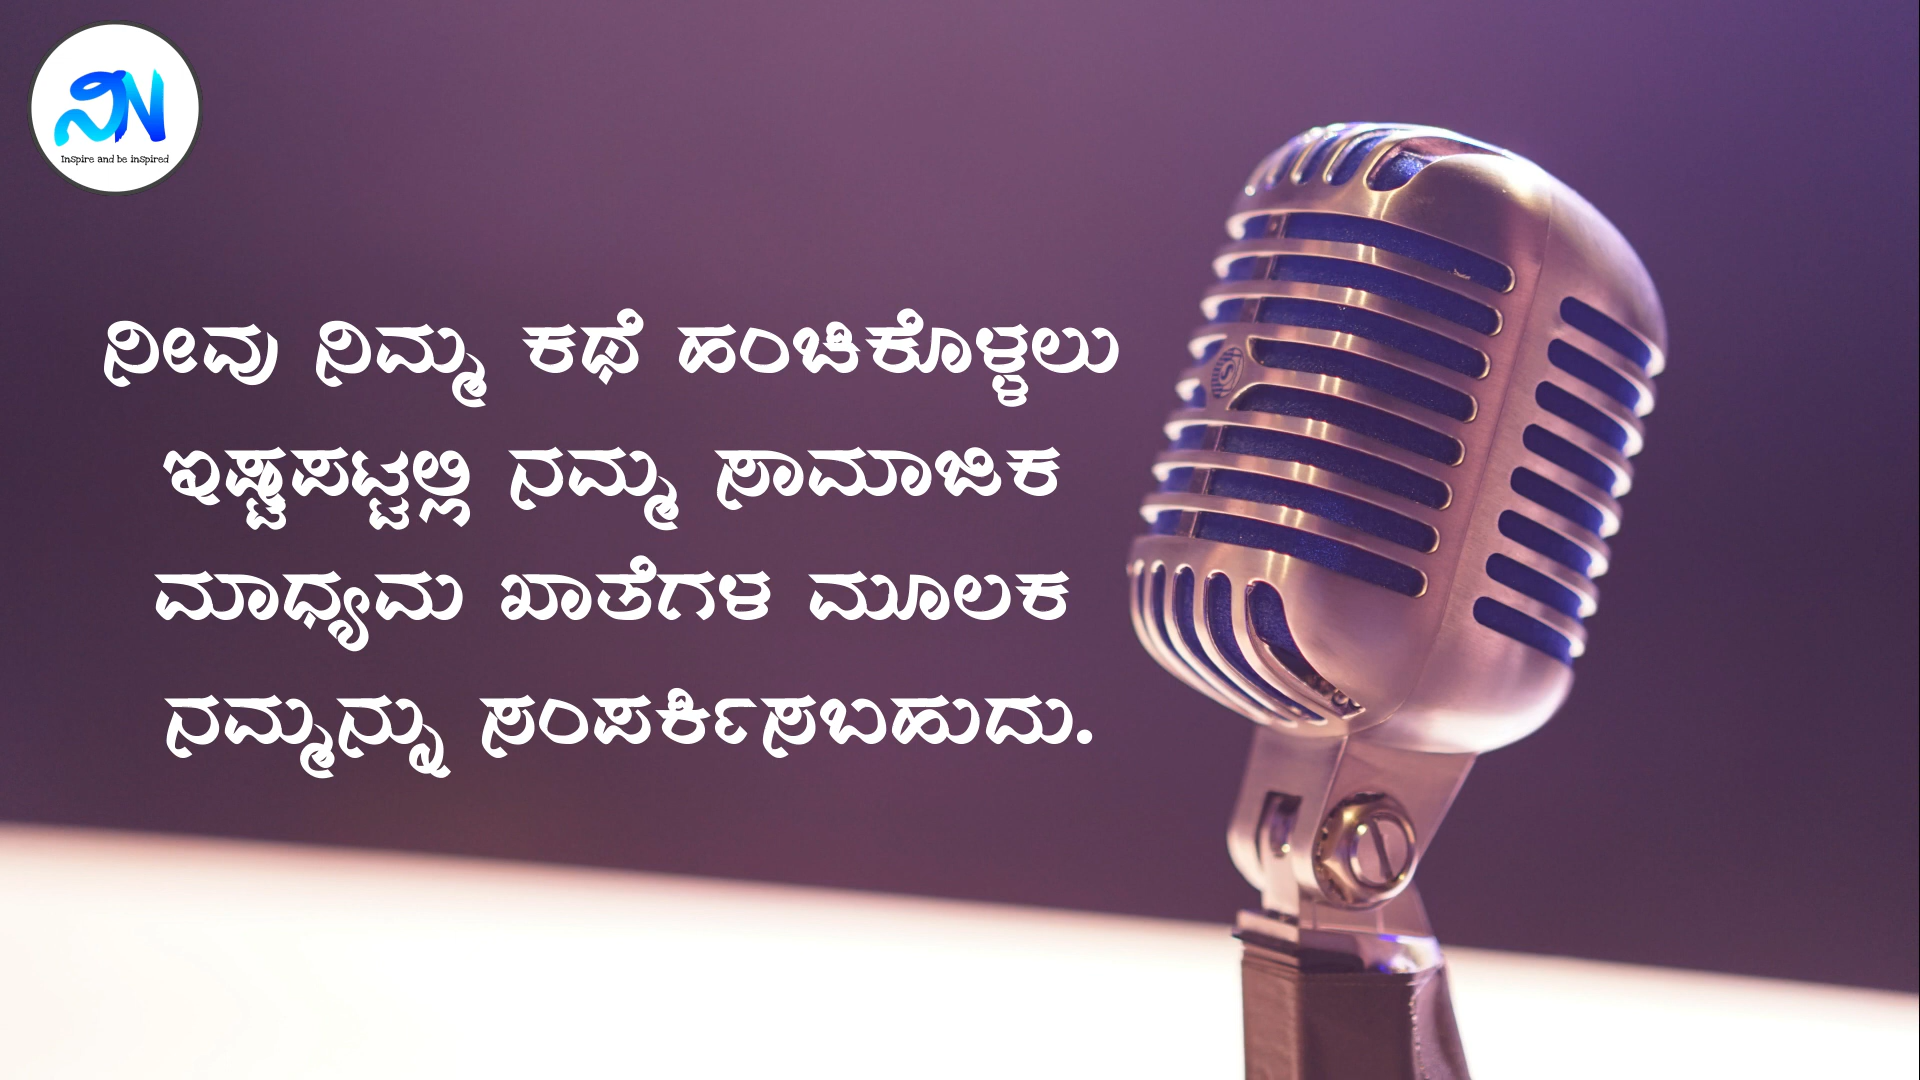 ವಿN
Inspire and be inspired
ನೀವು ನಿಮ್ಮ ಕಥೆ ಹಂಚಿಕೊಳ್ಳಲು
ಇಷ್ಟಪಟ್ಟಲ್ಲಿ ನಮ್ಮ ಸಾಮಾಜಿಕ
ಮಾಧ್ಯಮ ಖಾತೆಗಳ ಮೂಲಕ
ನಮ್ಮನ್ನು ಸಂಪರ್ಕಿಸಬಹುದು.